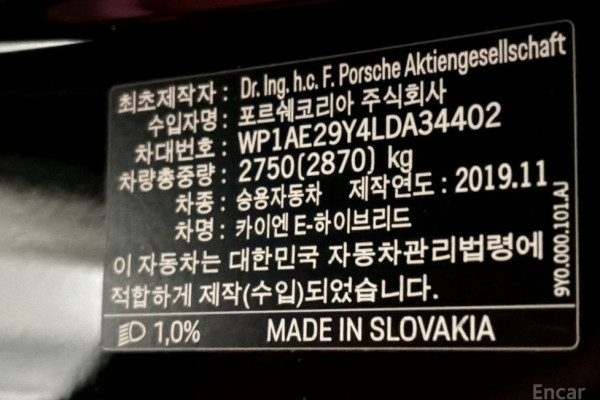 최초제작자 : Dr. Ing. h.c. F. Porsche Aktiengesellschaft
수입자명 : 포르쉐코리아 주식회사
차대번호 : WP1AE29Y4LDA34402
차량총중량 : 2750(2870) kg
차종 : 승용자동차 제작연도 : 2019.11
차명 : 카이엔 E-하이브리드
이 자동차는 대한민국 자동차관리법령에
적합하게 제작(수입)되었습니다.
9Y0.000.101.AJ
1,0% MADE IN SLOVAKIA
Encar